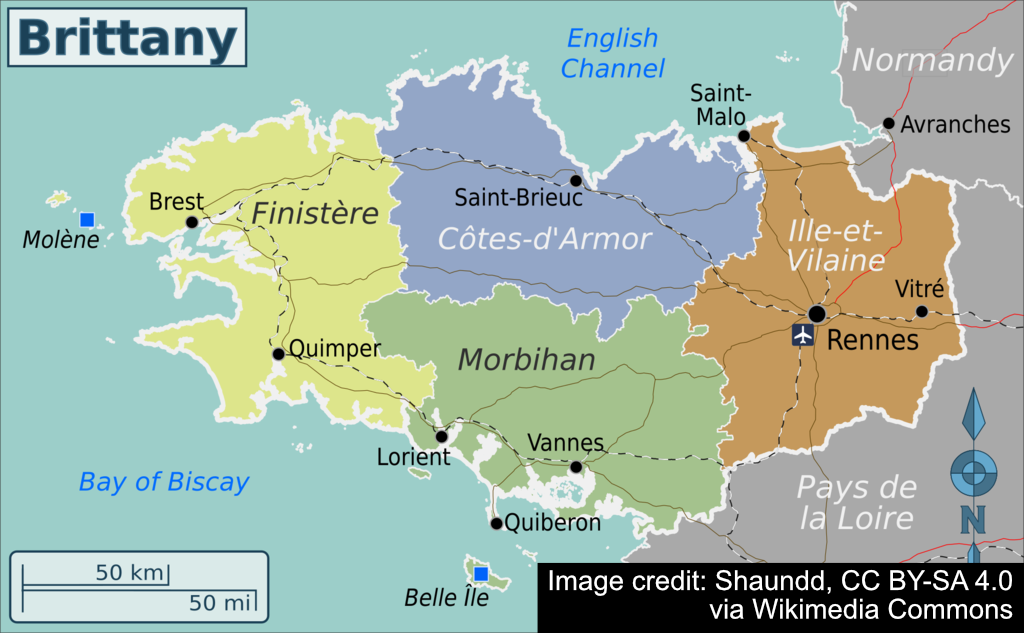 Brittany
English
Channel
Normandy
Saint-
Malo
Avranches
Brest
Saint-Brieuc
Finistère
Molène
Côtes-d'Armor
Ille-et-
Vilaine
Vitré
Rennes
Quimper
Morbihan
Lorient
Vannes
Bay of Biscay
Pays de
la Loire
Quiberon
N
50 km
50 mi
Belle Île
Image credit: Shaundd, CC BY-SA 4.0
via Wikimedia Commons